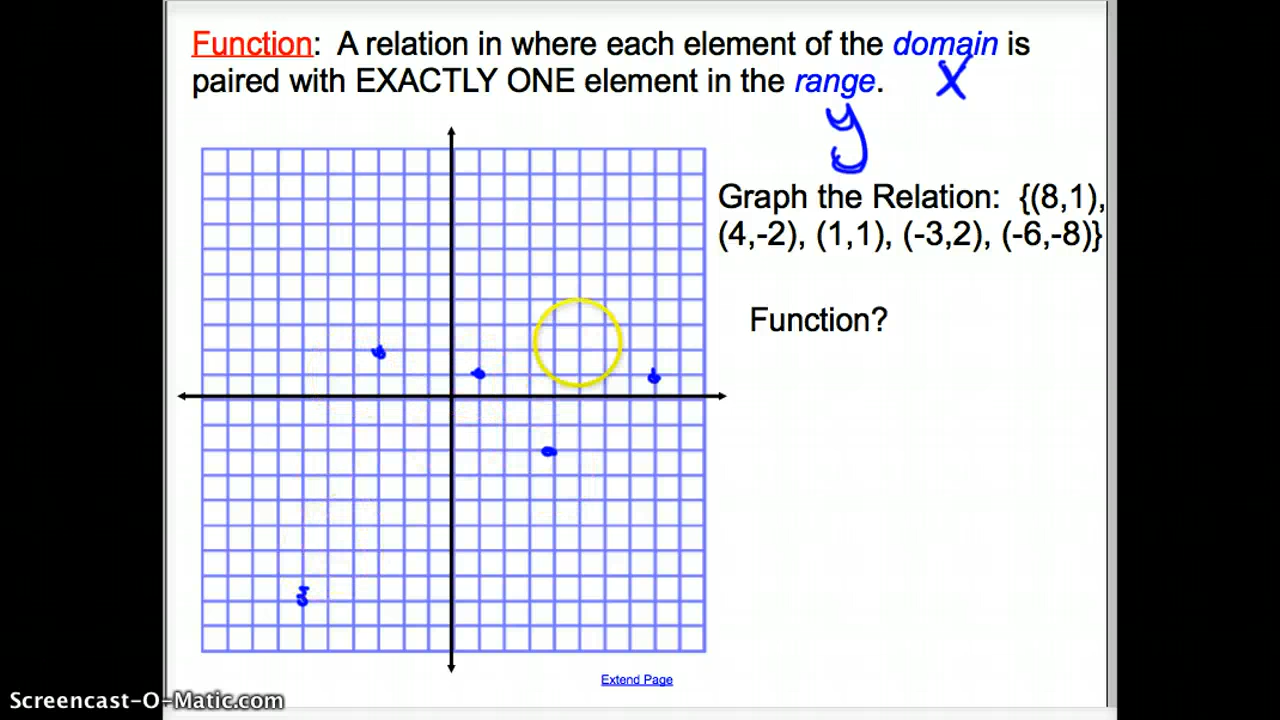 Function: A relation in where each element of the domain is
paired with EXACTLY ONE element in the range. x
y
Graph the Relation: {(8,1),
(4,-2), (1,1), (-3,2), (-6,-8)}
Function?
Extend Page
Screencast-O-Matic.com